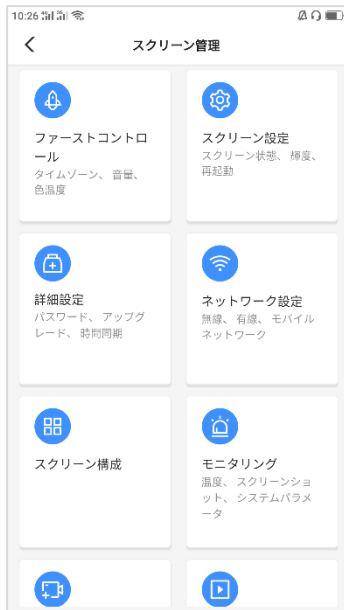 10:26
スクリーン管理
ファーストコントロ
ール
タイムゾーン、音量、
色温度
スクリーン設定
スクリーン状態、輝度、
再起動
詳細設定
パスワード、アップグ
レード、時間同期
ネットワーク設定
無線、有線、モバイル
ネットワーク
スクリーン構成
モニタリング
温度、スクリーンショ
ット、システムパラメ
ータ